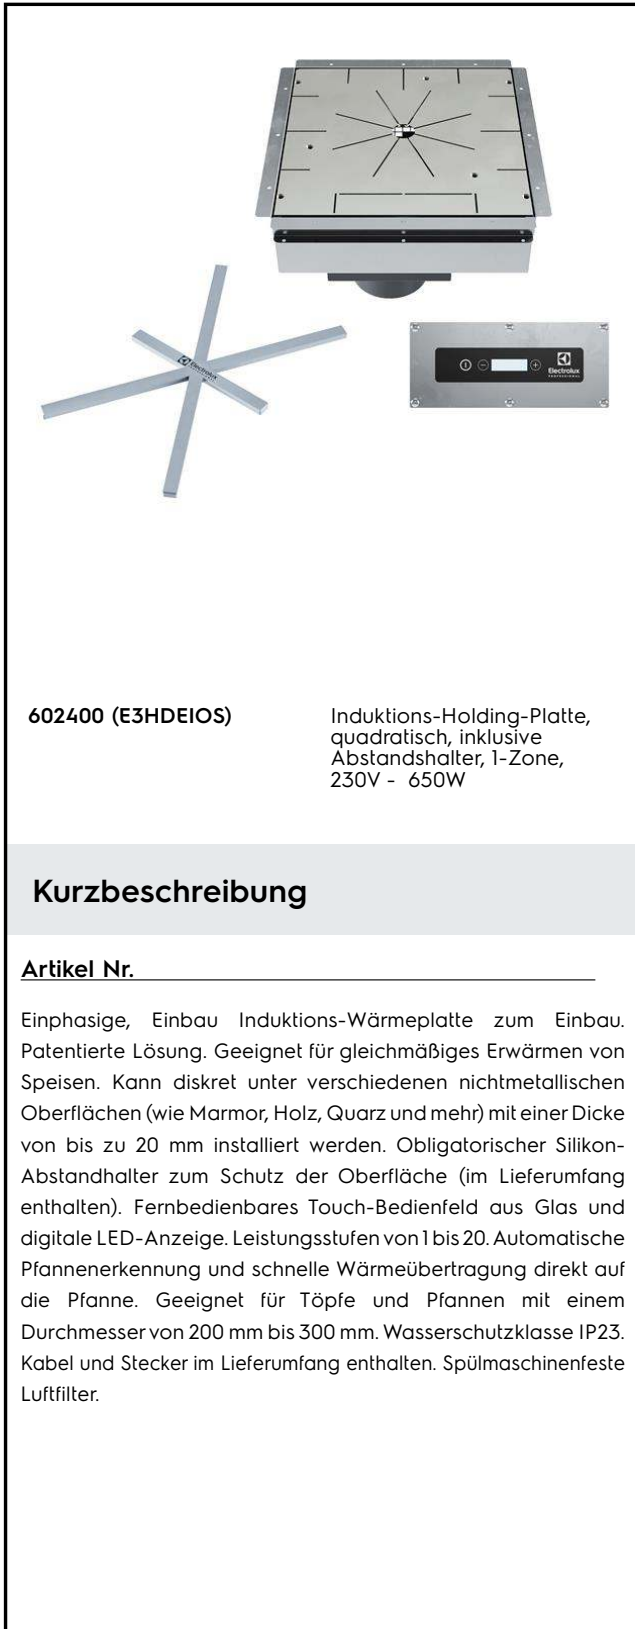 Electrolux
Electrolux
PROFESSIONAL
602400 (E3HDEIOS)
Induktions-Holding-Platte,
quadratisch, inklusive
Abstandshalter, 1-Zone,
230V - 650W
Kurzbeschreibung
Artikel Nr.
Einphasige, Einbau Induktions-Wärmeplatte zum Einbau.
Patentierte Lösung. Geeignet für gleichmäßiges Erwärmen von
Speisen. Kann diskret unter verschiedenen nichtmetallischen
Oberflächen (wie Marmor, Holz, Quarz und mehr) mit einer Dicke
von bis zu 20 mm installiert werden. Obligatorischer Silikon-
Abstandhalter zum Schutz der Oberfläche (im Lieferumfang
enthalten). Fernbedienbares Touch-Bedienfeld aus Glas und
digitale LED-Anzeige. Leistungsstufen von 1 bis 20. Automatische
Pfannenerkennung und schnelle Wärmeübertragung direkt auf
die Pfanne. Geeignet für Töpfe und Pfannen mit einem
Durchmesser von 200 mm bis 300 mm. Wasserschutzklasse IP23.
Kabel und Stecker im Lieferumfang enthalten. Spülmaschinenfeste
Luftfilter.